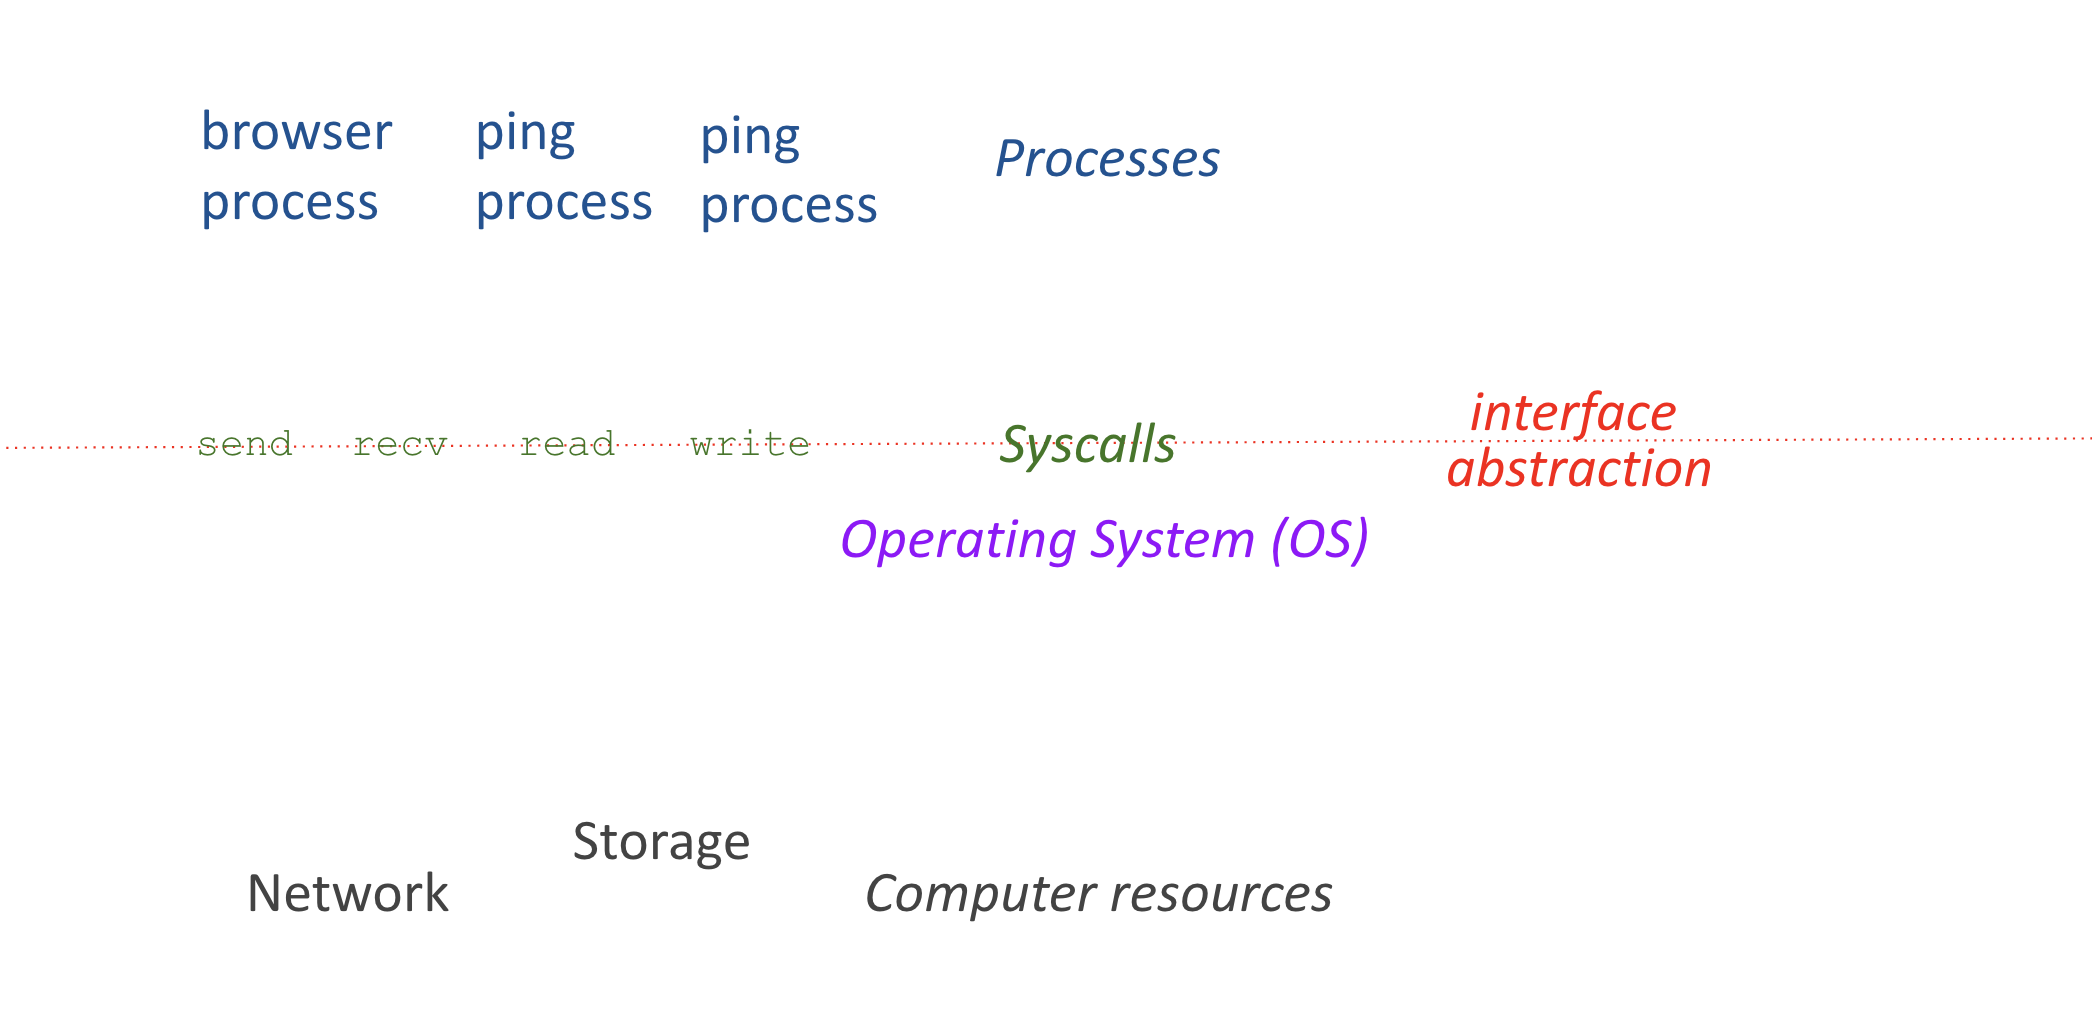 browser
process
ping
process
ping
process
Processes
send recv read write
Syscalls
interface
abstraction
Operating System (OS)
Storage
Network
Computer resources